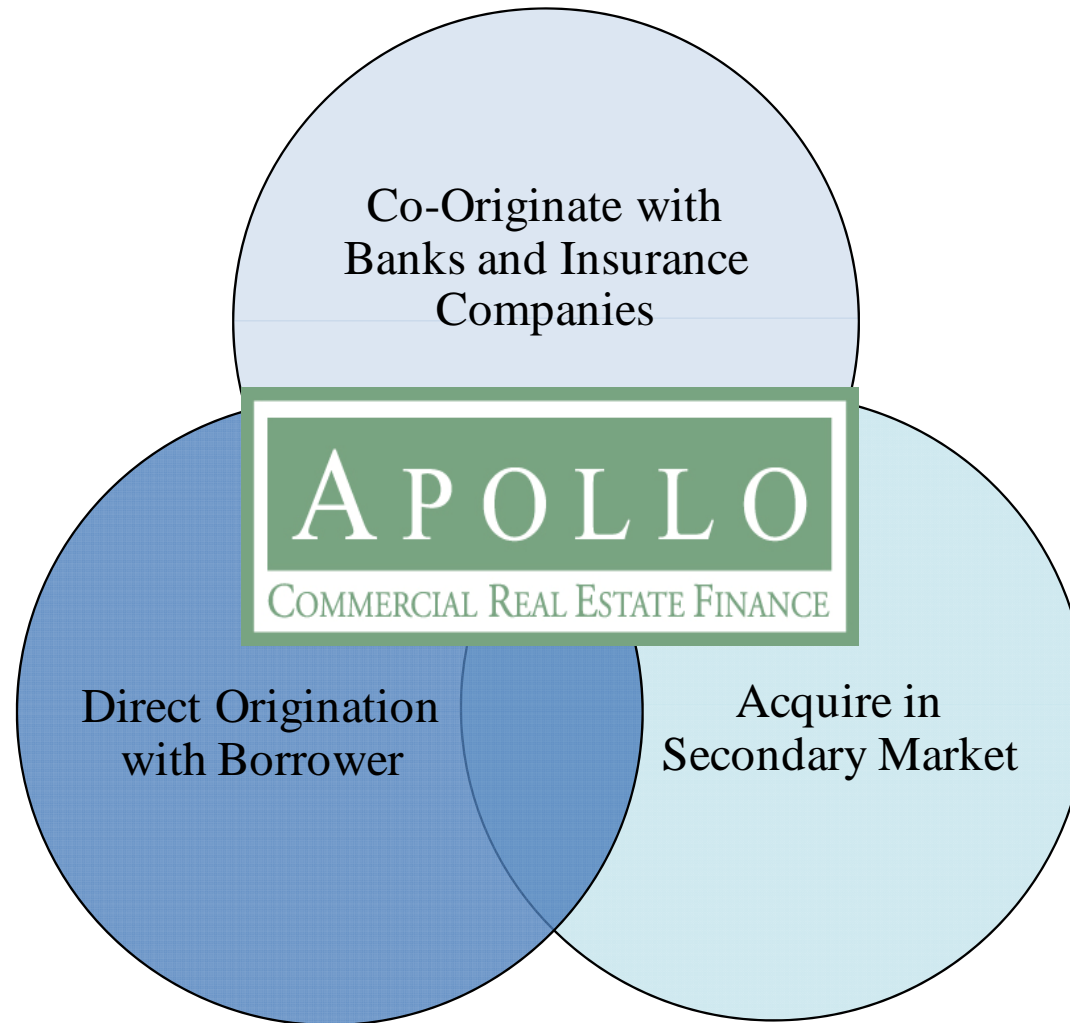 Co-Originate with
Banks and Insurance
Companies
APOLLO
COMMERCIAL REAL ESTATE FINANCE
Direct Origination
with Borrower
Acquire in
Secondary Market